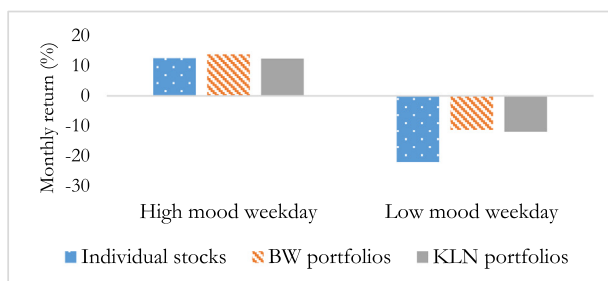 Monthly return (%)
20
10
0
-10
-20
-30
High mood weekday
Low mood weekday
Individual stocks
BW portfolios
KLN portfolios